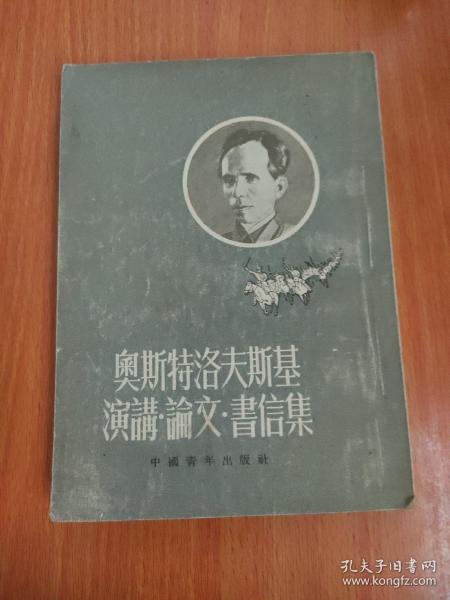 奧斯特洛夫斯基
演講·論文·書信集
中國青年出版社
孔夫子旧书网
www.kongfz.com